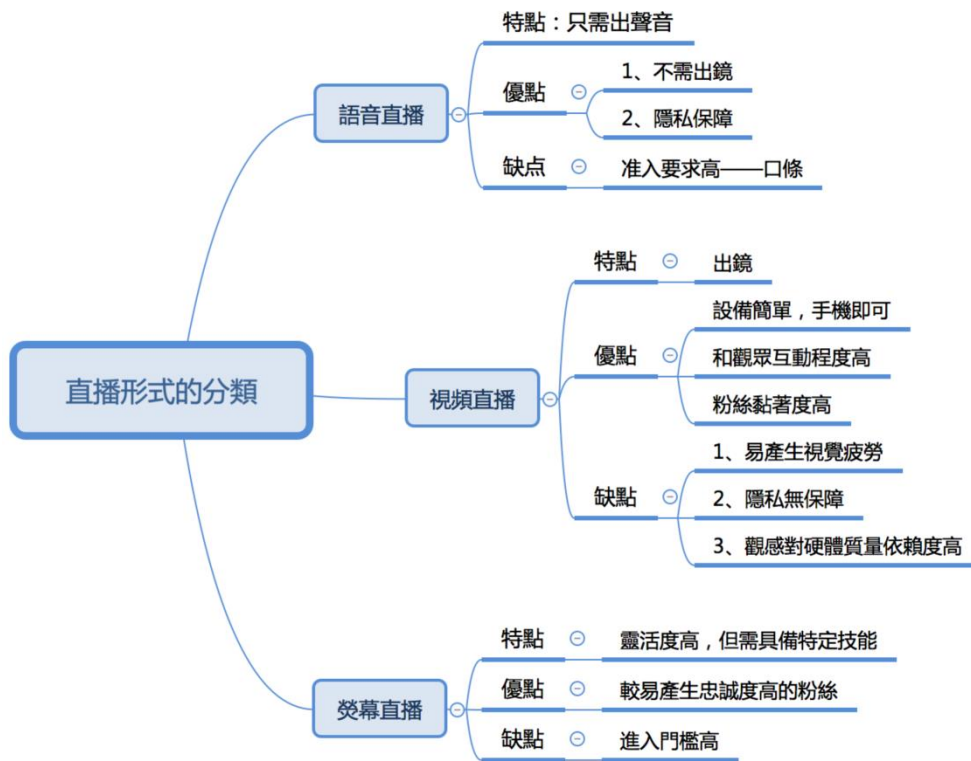 直播形式的分類
語音直播
特點：只需出聲音
優點
1、不需出鏡
2、隱私保障
缺点
准入要求高——口條
視頻直播
特點
出鏡
優點
設備簡單，手機即可
和觀眾互動程度高
粉絲黏著度高
缺點
1、易產生視覺疲勞
2、隱私無保障
3、觀感對硬體質量依賴度高
熒幕直播
特點
靈活度高，但需具備特定技能
優點
較易產生忠誠度高的粉絲
缺點
進入門檻高